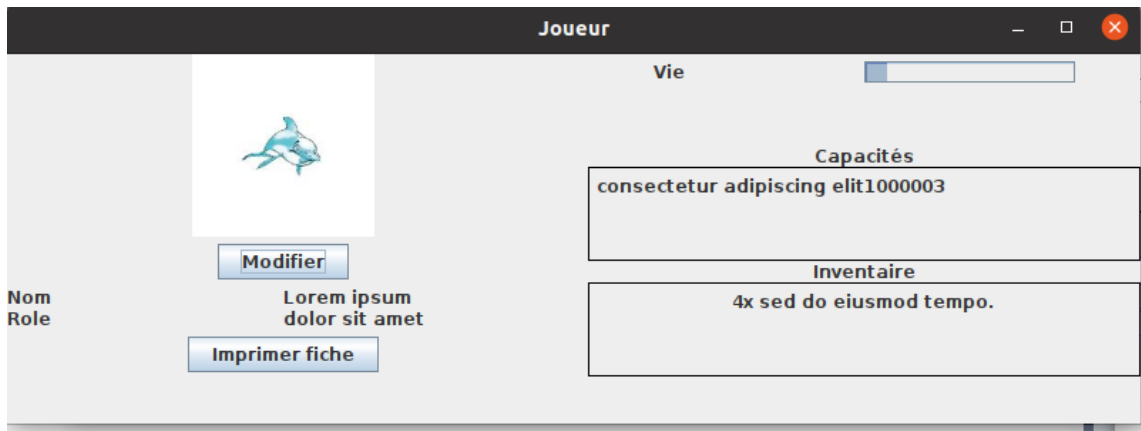 Joueur
Vie
Capacités
consectetur adipiscing elit1000003
Modifier
Inventaire
Nom Lorem ipsum
4x sed do eiusmod tempo.
Role dolor sit amet
Imprimer fiche